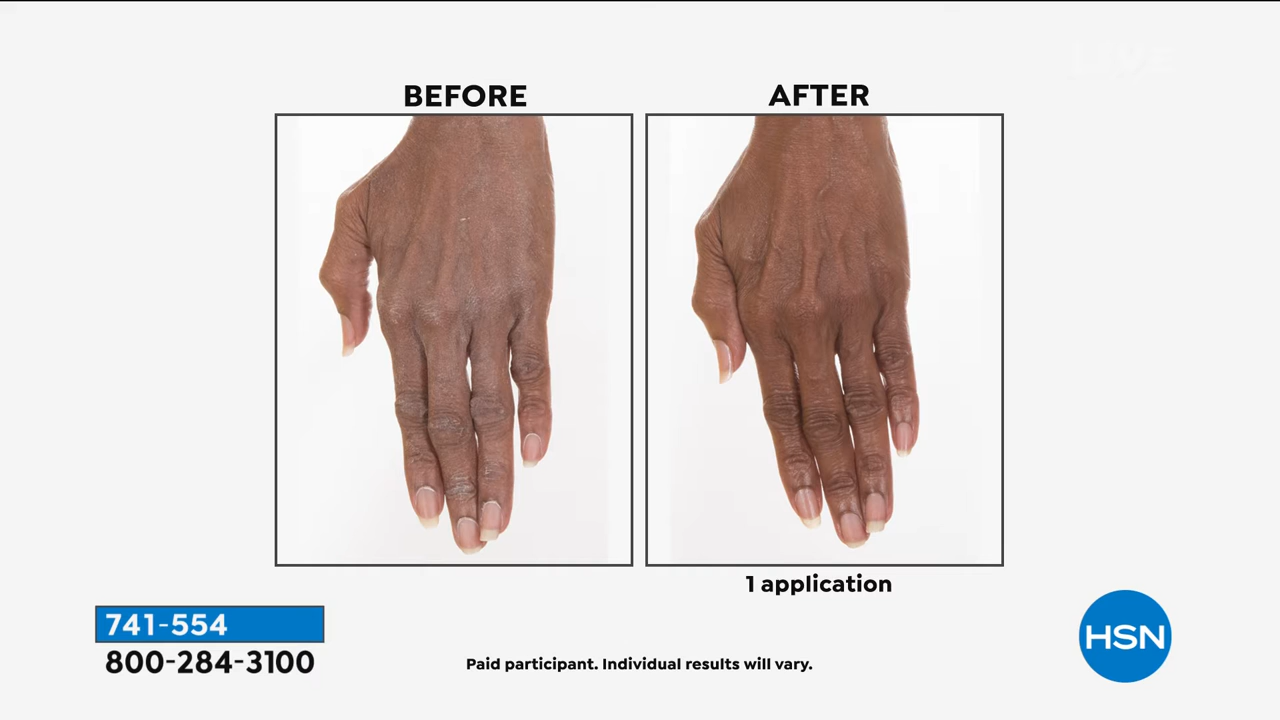 BEFORE
AFTER
1 application
741-554
800-284-3100
Paid participant. Individual results will vary.
HSN